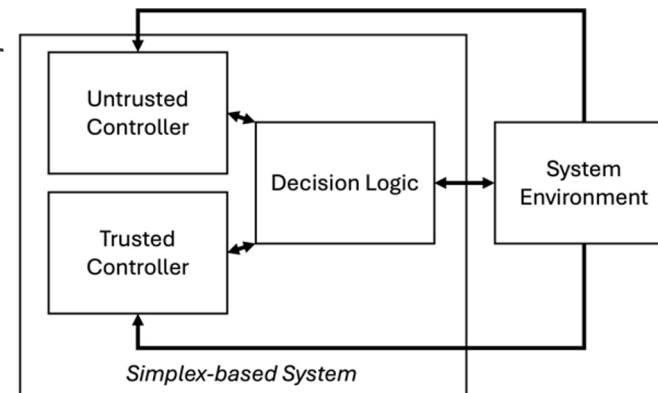 Untrusted
Controller
Decision Logic
System
Environment
Trusted
Controller
Simplex-based System